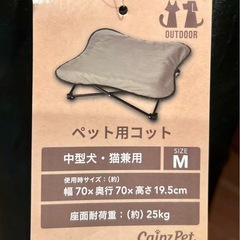 OUTDOOR
ペット用コット
中型犬・猫兼用
SIZE
M
使用時サイズ：(約)
幅70×奥行70×高さ19.5cm
座面耐荷重：(約)25kg
CainzPet